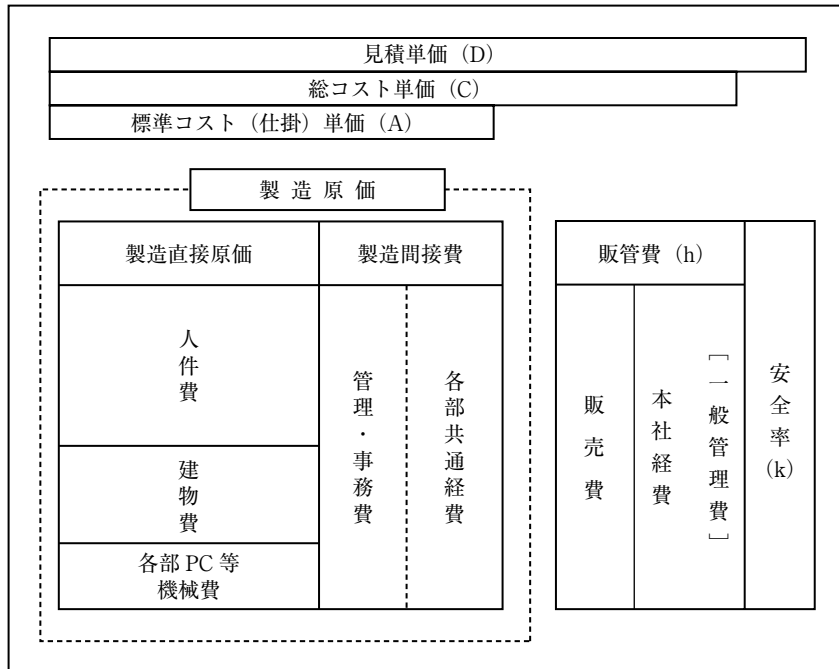 見積単価（D）
総コスト単価（C）
標準コスト（仕掛）単価（A）
製 造 原 価
製造直接原価
製造間接費
販管費（h）
人件費
建物費
各部 PC 等
機械費
管理・事務費
各部共通経費
販売費
本社経費
［一般管理費］
安全率(k)